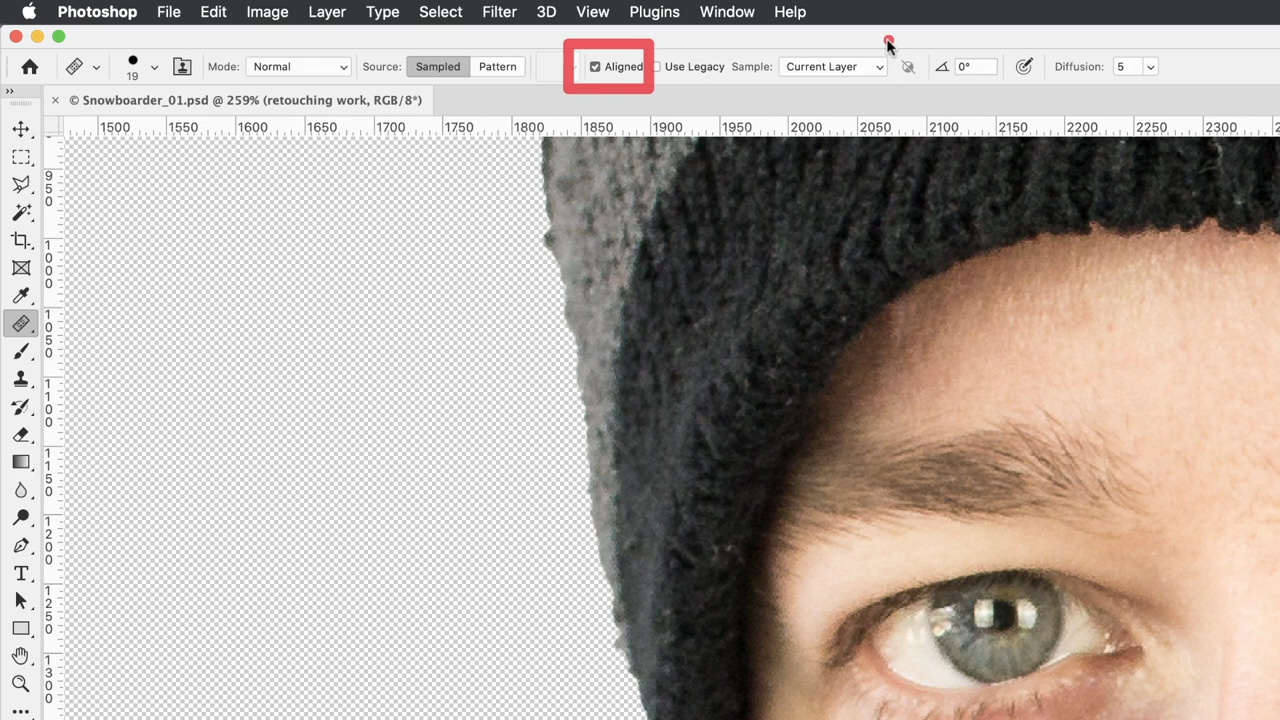 Photoshop File Edit Image Layer Type Select Filter 3D View Plugins Window Help
19 Mode: Normal Source: Sampled Pattern Aligned Use Legacy Sample: Current Layer 0° Diffusion: 5
× © Snowboarder_01.psd @ 259% (retouching work, RGB/8*)
1500 1550 1600 1650 1700 1750 1800 1850 1900 1950 2000 2050 2100 2150 2200 2250 2300
950
1000
1050
1100
1150
1200
1250
1300